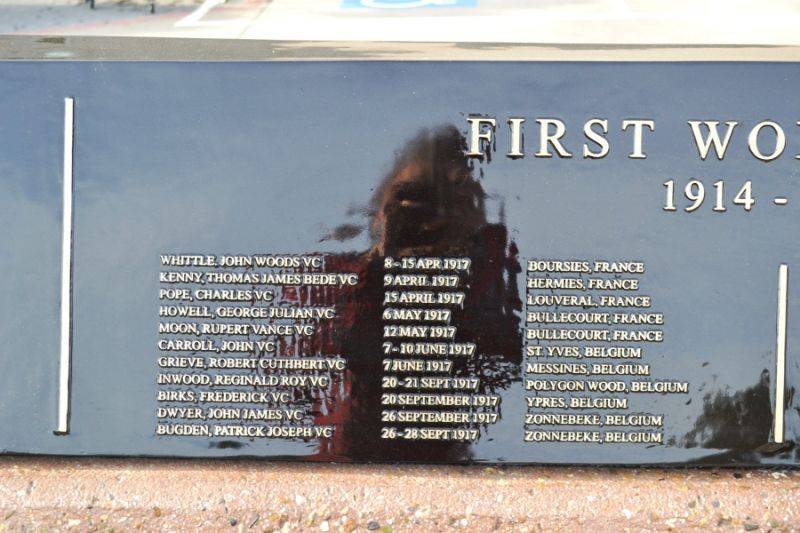 FIRST WO
1914 -
WHITTLE, JOHN WOODS VC 8 - 15 APR 1917 BOURSIES, FRANCE
KENNY, THOMAS JAMES BEDE VC 9 APRIL 1917 HERMIES, FRANCE
POPE, CHARLES VC 15 APRIL 1917 LOUVERAL, FRANCE
HOWELL, GEORGE JULIAN VC 6 MAY 1917 BULLECOURT, FRANCE
MOON, RUPERT VANCE VC 12 MAY 1917 BULLECOURT, FRANCE
CARROLL, JOHN VC 7 - 10 JUNE 1917 ST. YVES, BELGIUM
GRIEVE, ROBERT CUTHBERT VC 7 JUNE 1917 MESSINES, BELGIUM
INWOOD, REGINALD ROY VC 20 - 21 SEPT 1917 POLYGON WOOD, BELGIUM
BIRKS, FREDERICK VC 20 SEPTEMBER 1917 YPRES, BELGIUM
DWYER, JOHN JAMES VC 26 SEPTEMBER 1917 ZONNEBEKE, BELGIUM
BUGDEN, PATRICK JOSEPH VC 26 - 28 SEPT 1917 ZONNEBEKE, BELGIUM